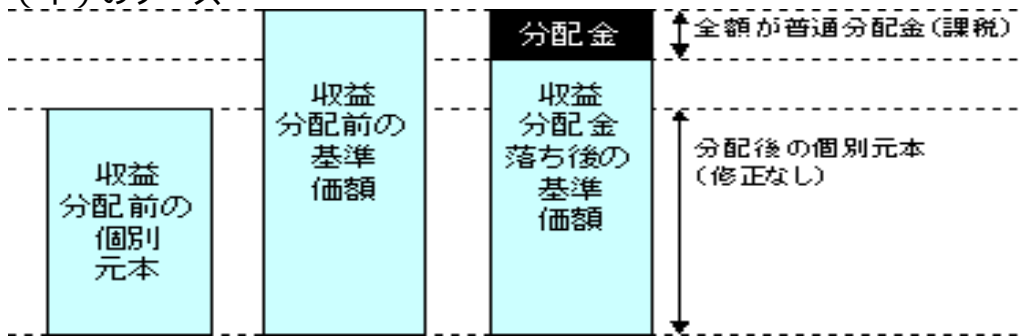 収益
分配前の
個別
元本
収益
分配前の
基準
価額
分配金
収益
分配金
落ち後の
基準
価額
全額が普通分配金(課税)
分配後の個別元本
(修正なし)